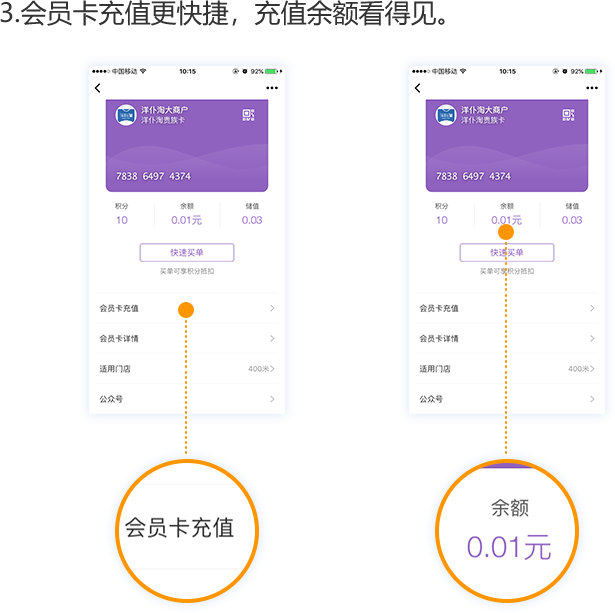 3.会员卡充值更快捷，充值余额看得见。
中国移动 10:15 92%
洋仆淘大商户
洋仆淘贵族卡
7838 6497 4374
积分 余额 储值
10 0.01元 0.03
快速买单
买单可享积分抵扣
会员卡充值
会员卡详情
适用门店 400米
公众号
会员卡充值
中国移动 10:15 92%
洋仆淘大商户
洋仆淘贵族卡
7838 6497 4374
积分 余额 储值
10 0.01元 0.03
快速买单
买单可享积分抵扣
会员卡充值
会员卡详情
适用门店 400米
公众号
余额
0.01元